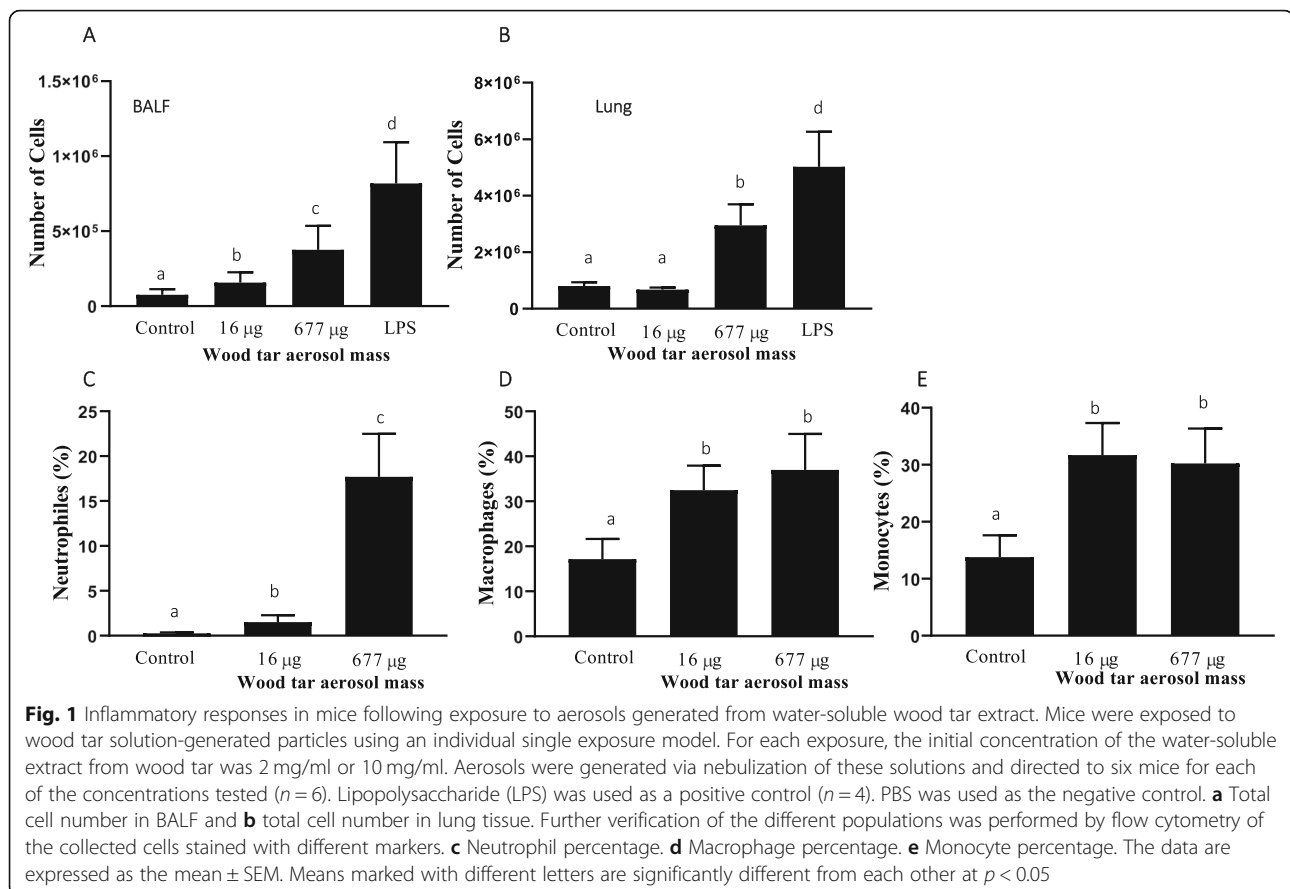 A
1.5×10⁶
BALF
1×10⁶
5×10⁵
0
Number of Cells
a
b
c
d
Control
16 µg
677 µg
LPS
Wood tar aerosol mass
B
8×10⁶
Lung
6×10⁶
4×10⁶
2×10⁶
0
Number of Cells
a
a
b
d
Control
16 µg
677 µg
LPS
Wood tar aerosol mass
C
25
20
15
10
5
0
Neutrophiles (%)
a
b
c
Control
16 µg
677 µg
Wood tar aerosol mass
D
50
40
30
20
10
0
Macrophages (%)
a
b
b
Control
16 µg
677 µg
Wood tar aerosol mass
E
40
30
20
10
0
Monocytes (%)
a
b
b
Control
16 µg
677 µg
Wood tar aerosol mass
Fig. 1 Inflammatory responses in mice following exposure to aerosols generated from water-soluble wood tar extract. Mice were exposed to
wood tar solution-generated particles using an individual single exposure model. For each exposure, the initial concentration of the water-soluble
extract from wood tar was 2 mg/ml or 10 mg/ml. Aerosols were generated via nebulization of these solutions and directed to six mice for each
of the concentrations tested (n = 6). Lipopolysaccharide (LPS) was used as a positive control (n = 4). PBS was used as the negative control. a Total
cell number in BALF and b total cell number in lung tissue. Further verification of the different populations was performed by flow cytometry of
the collected cells stained with different markers. c Neutrophil percentage. d Macrophage percentage. e Monocyte percentage. The data are
expressed as the mean ± SEM. Means marked with different letters are significantly different from each other at p < 0.05